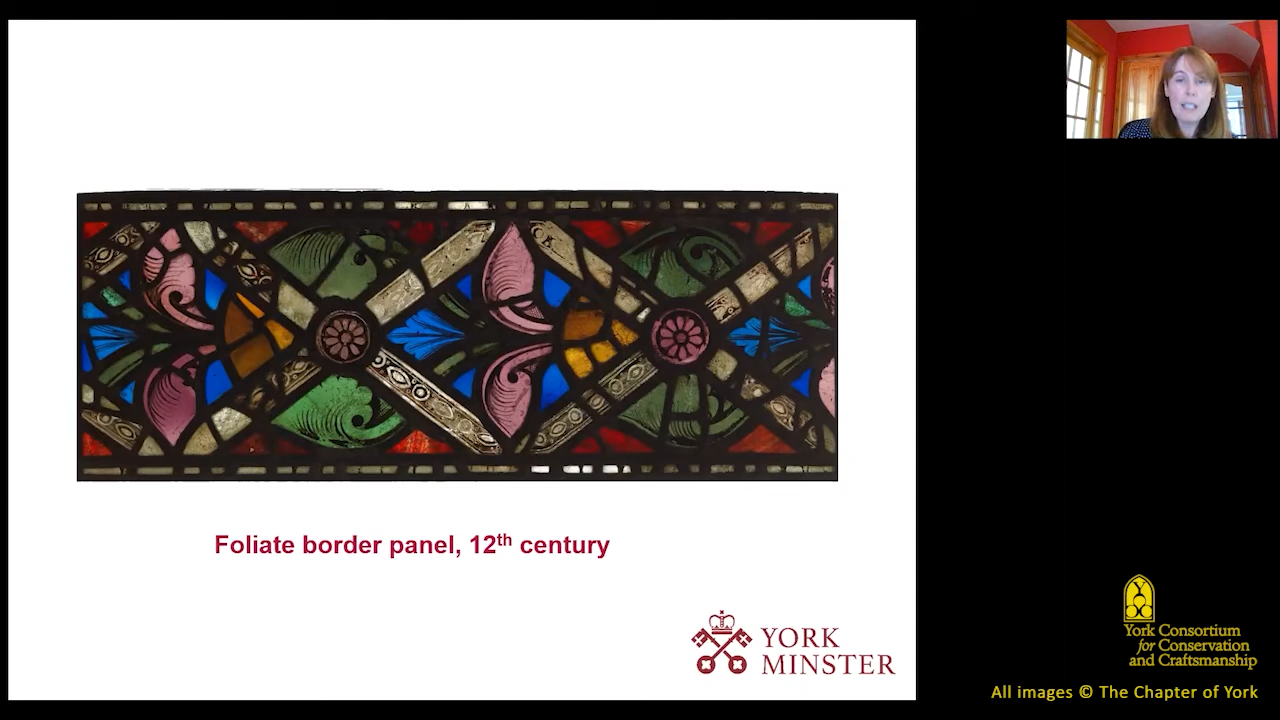 Foliate border panel, 12th century
YORK
MINSTER
York Consortium
for Conservation
and Craftsmanship
All images © The Chapter of York